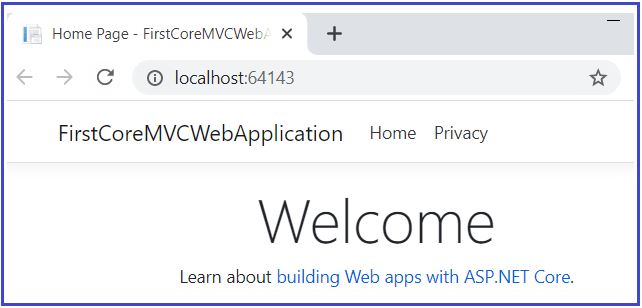 Home Page - FirstCoreMVCWebA
localhost:64143
FirstCoreMVCWebApplication Home Privacy
Welcome
Learn about building Web apps with ASP.NET Core.